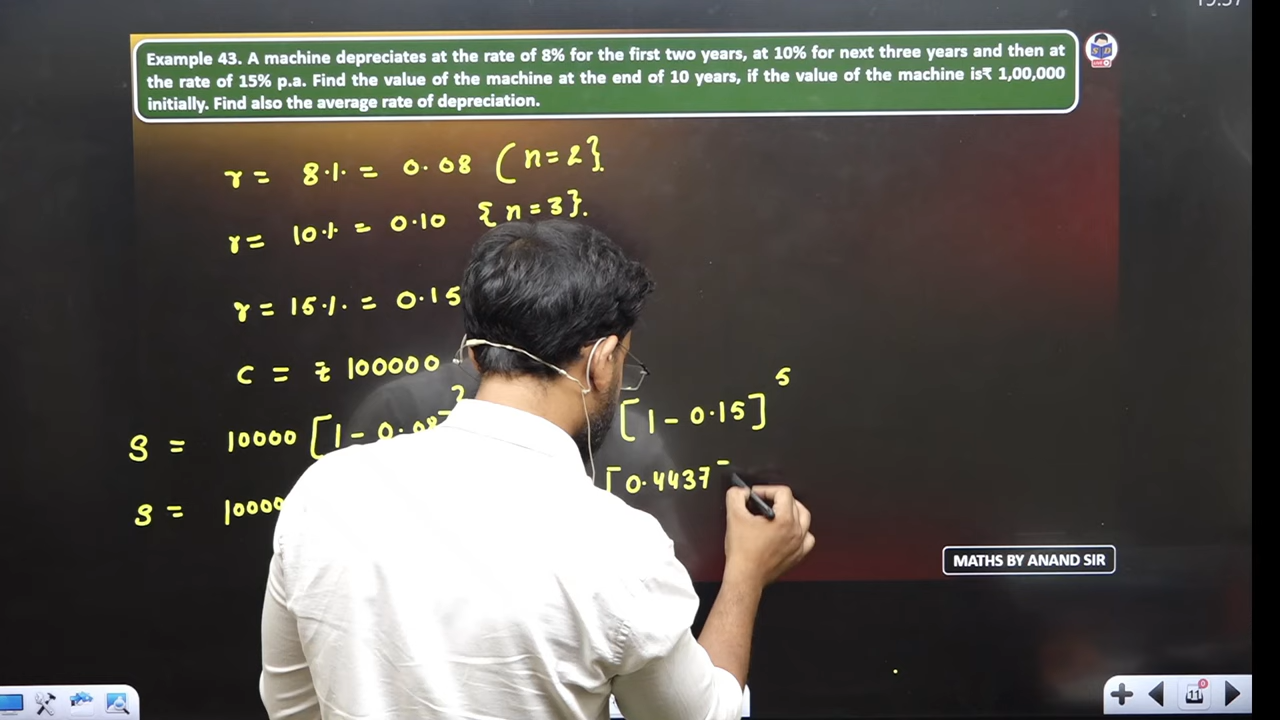 Example 43. A machine depreciates at the rate of 8% for the first two years, at 10% for next three years and then at
the rate of 15% p.a. Find the value of the machine at the end of 10 years, if the value of the machine is₹ 1,00,000
initially. Find also the average rate of depreciation.
r = 8% = 0.08 (n=2}.
r = 10% = 0.10 {n=3}.
r = 15% = 0.15
C = ₹ 100000
S = 10000 [1 - 0.08 [1 - 0.15]^5
S = 10000 [0.4437
MATHS BY ANAND SIR
11